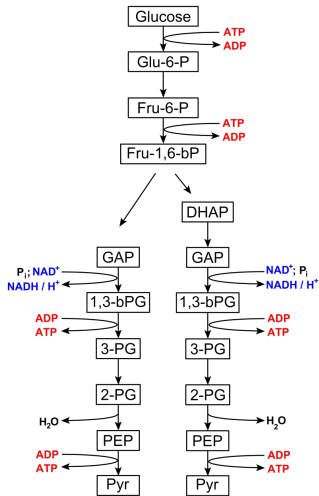 Glucose
ATP
ADP
Glu-6-P
Fru-6-P
ATP
ADP
Fru-1,6-bP
DHAP
GAP
GAP
Pi; NAD+
NADH / H+
NAD+; Pi
NADH / H+
1,3-bPG
1,3-bPG
ADP
ATP
ADP
ATP
3-PG
3-PG
2-PG
2-PG
H2O
H2O
PEP
PEP
ADP
ATP
ADP
ATP
Pyr
Pyr